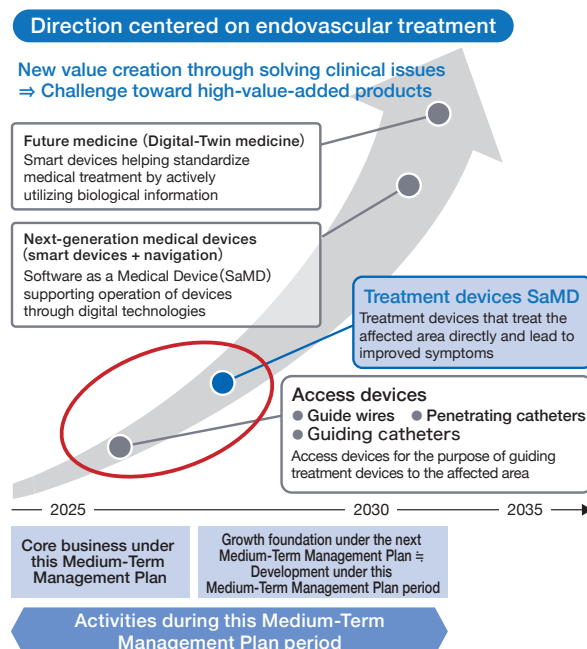 Direction centered on endovascular treatment
New value creation through solving clinical issues
⇒ Challenge toward high-value-added products
Future medicine (Digital-Twin medicine)
Smart devices helping standardize
medical treatment by actively
utilizing biological information
Next-generation medical devices
(smart devices + navigation)
Software as a Medical Device(SaMD)
supporting operation of devices
through digital technologies
Treatment devices SaMD
Treatment devices that treat the
affected area directly and lead to
improved symptoms
Access devices
● Guide wires ● Penetrating catheters
● Guiding catheters
Access devices for the purpose of guiding
treatment devices to the affected area
2025 2030 2035
Core business under
this Medium-Term
Management Plan
Growth foundation under the next
Medium-Term Management Plan ≒
Development under this
Medium-Term Management Plan period
Activities during this Medium-Term
Management Plan period